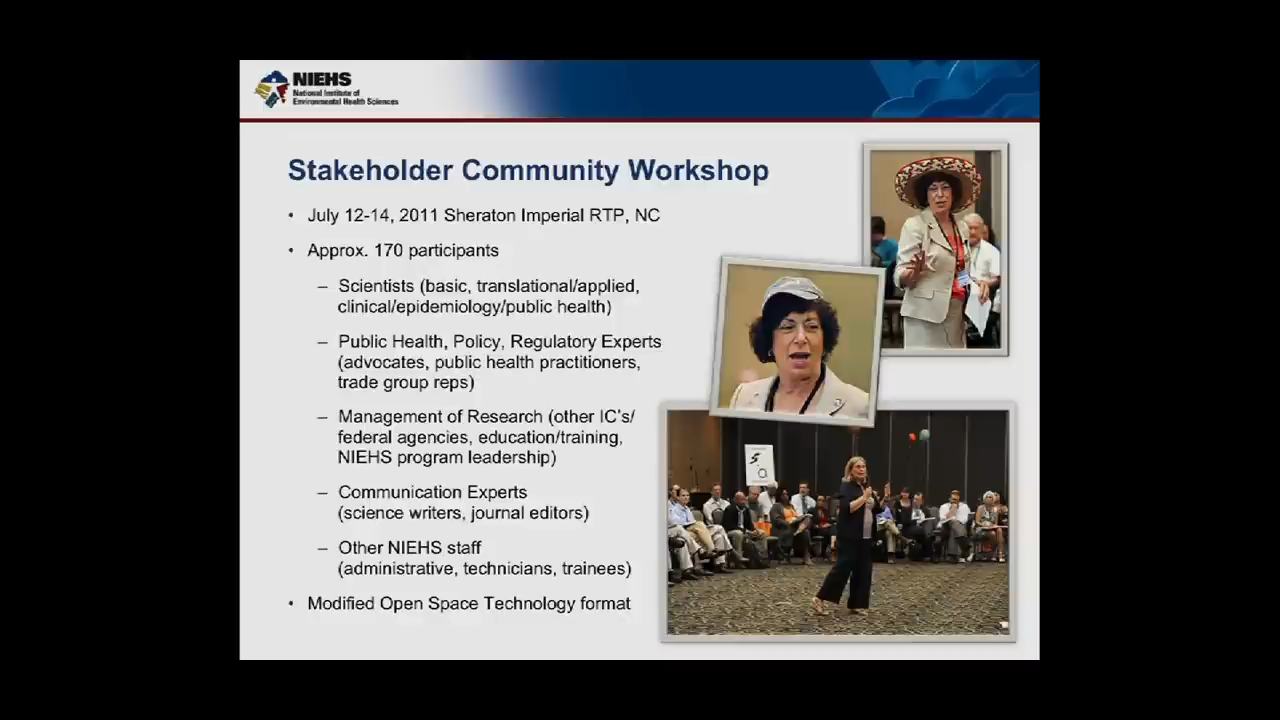 NIEHS
National Institute of
Environmental Health Sciences
Stakeholder Community Workshop
• July 12-14, 2011 Sheraton Imperial RTP, NC
• Approx. 170 participants
– Scientists (basic, translational/applied,
clinical/epidemiology/public health)
– Public Health, Policy, Regulatory Experts
(advocates, public health practitioners,
trade group reps)
– Management of Research (other IC's/
federal agencies, education/training,
NIEHS program leadership)
– Communication Experts
(science writers, journal editors)
– Other NIEHS staff
(administrative, technicians, trainees)
• Modified Open Space Technology format